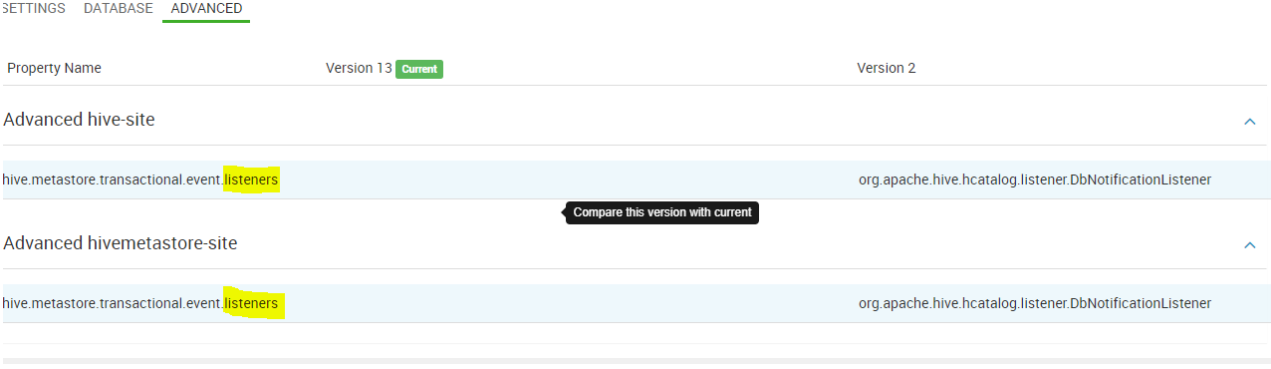 SETTINGS DATABASE ADVANCED
Property Name Version 13 Current Version 2
Advanced hive-site
hive.metastore.transactional.event.listeners org.apache.hive.hcatalog.listener.DbNotificationListener
Compare this version with current
Advanced hivemetastore-site
hive.metastore.transactional.event.listeners org.apache.hive.hcatalog.listener.DbNotificationListener